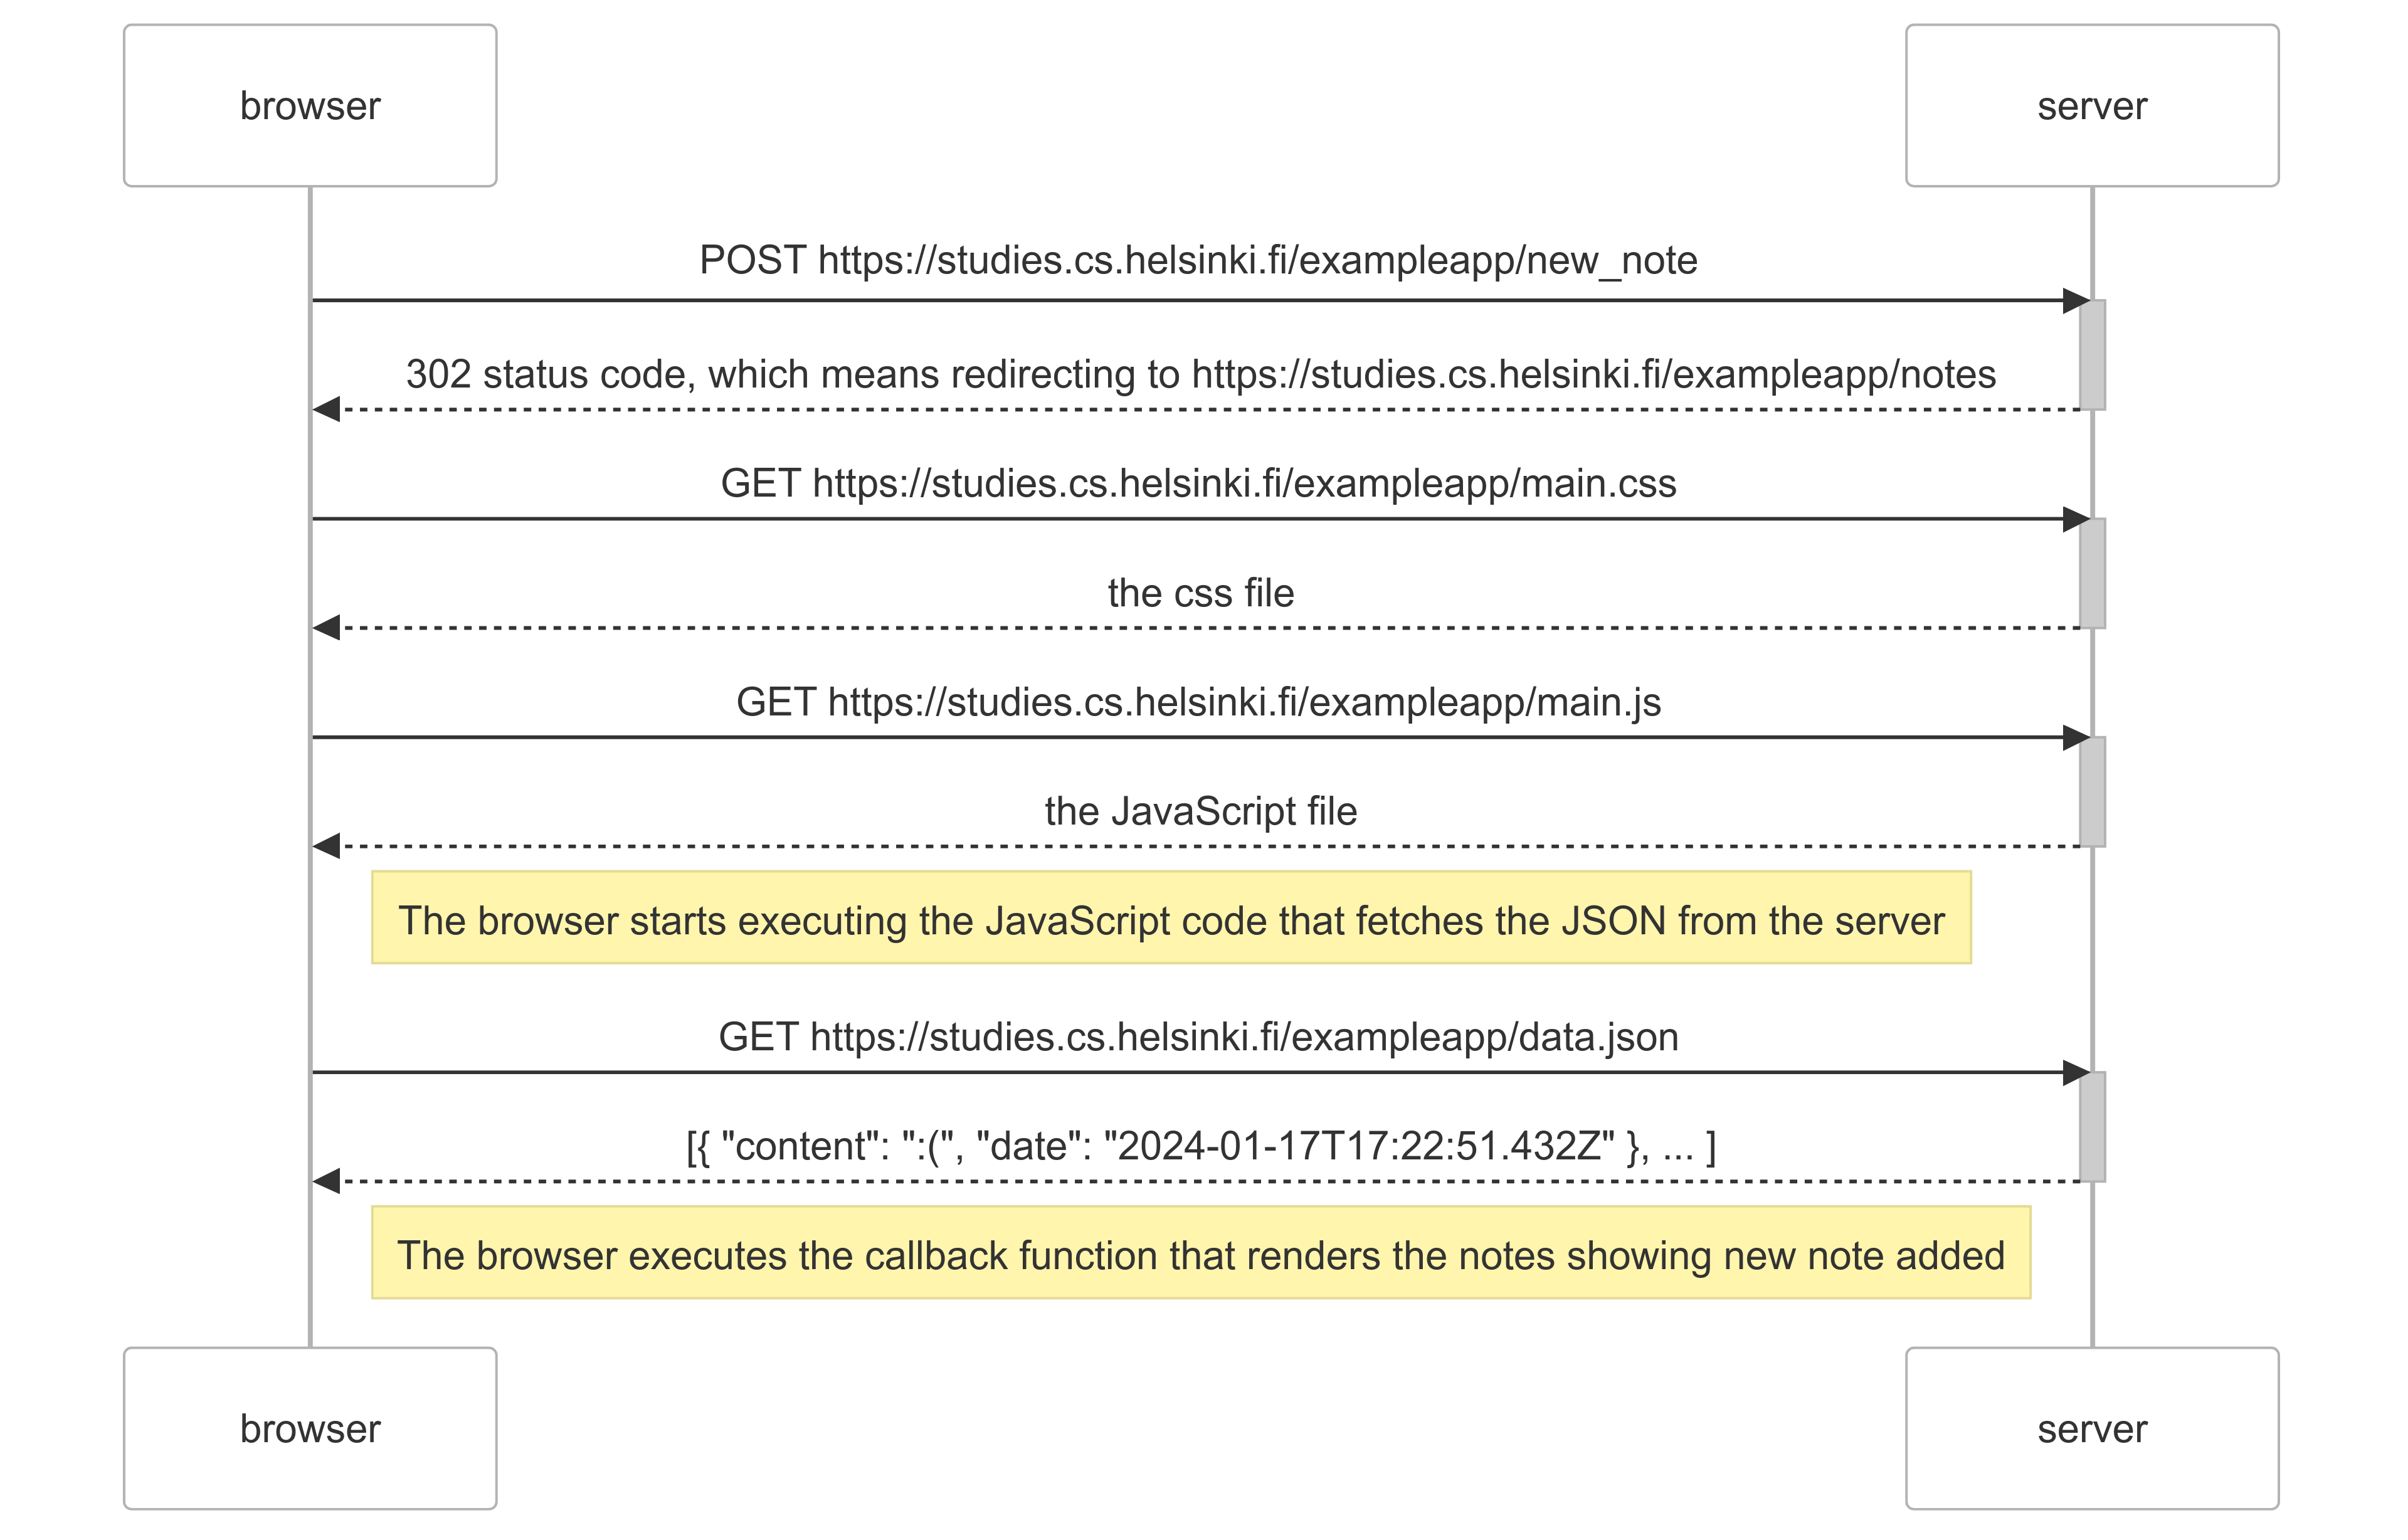 browser
server
POST https://studies.cs.helsinki.fi/exampleapp/new_note
302 status code, which means redirecting to https://studies.cs.helsinki.fi/exampleapp/notes
GET https://studies.cs.helsinki.fi/exampleapp/main.css
the css file
GET https://studies.cs.helsinki.fi/exampleapp/main.js
the JavaScript file
The browser starts executing the JavaScript code that fetches the JSON from the server
GET https://studies.cs.helsinki.fi/exampleapp/data.json
[{ "content": ":(", "date": "2024-01-17T17:22:51.432Z" }, ... ]
The browser executes the callback function that renders the notes showing new note added
browser
server